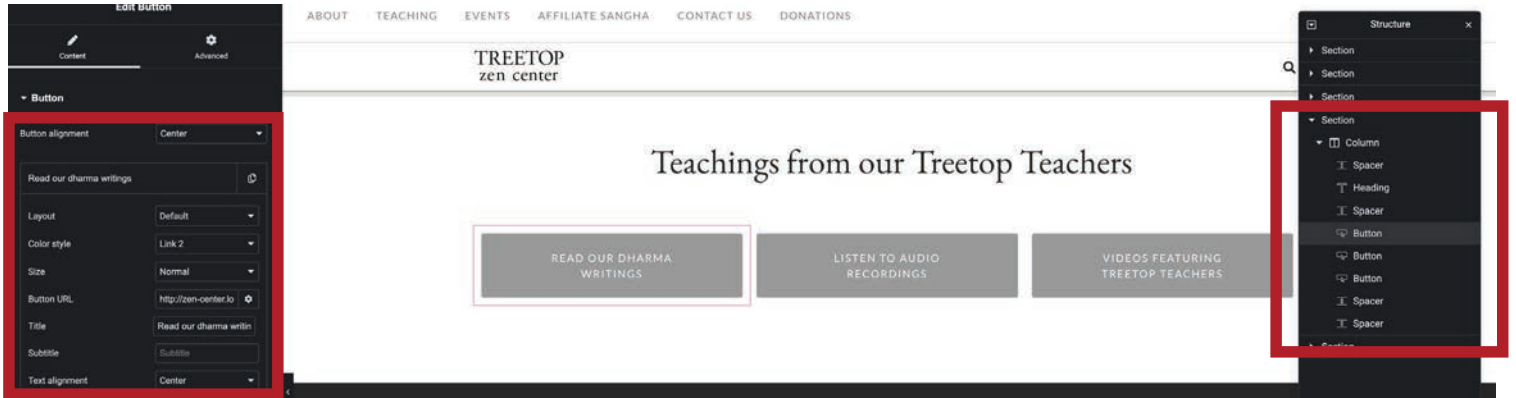 Edit Button
Content
Advanced
Button
Button alignment
Center
Read our dharma writings
Layout
Default
Color style
Link 2
Size
Normal
Button URL
http://zen-center.lo
Title
Read our dharma writin
Subtitle
Subtitle
Text alignment
Center
ABOUT TEACHING EVENTS AFFILIATE SANGHA CONTACT US DONATIONS
TREETOP
zen center
Teachings from our Treetop Teachers
READ OUR DHARMA
WRITINGS
LISTEN TO AUDIO
RECORDINGS
VIDEOS FEATURING
TREETOP TEACHERS
Structure
Section
Section
Section
Section
Column
Spacer
Heading
Spacer
Button
Button
Button
Spacer
Spacer
Section